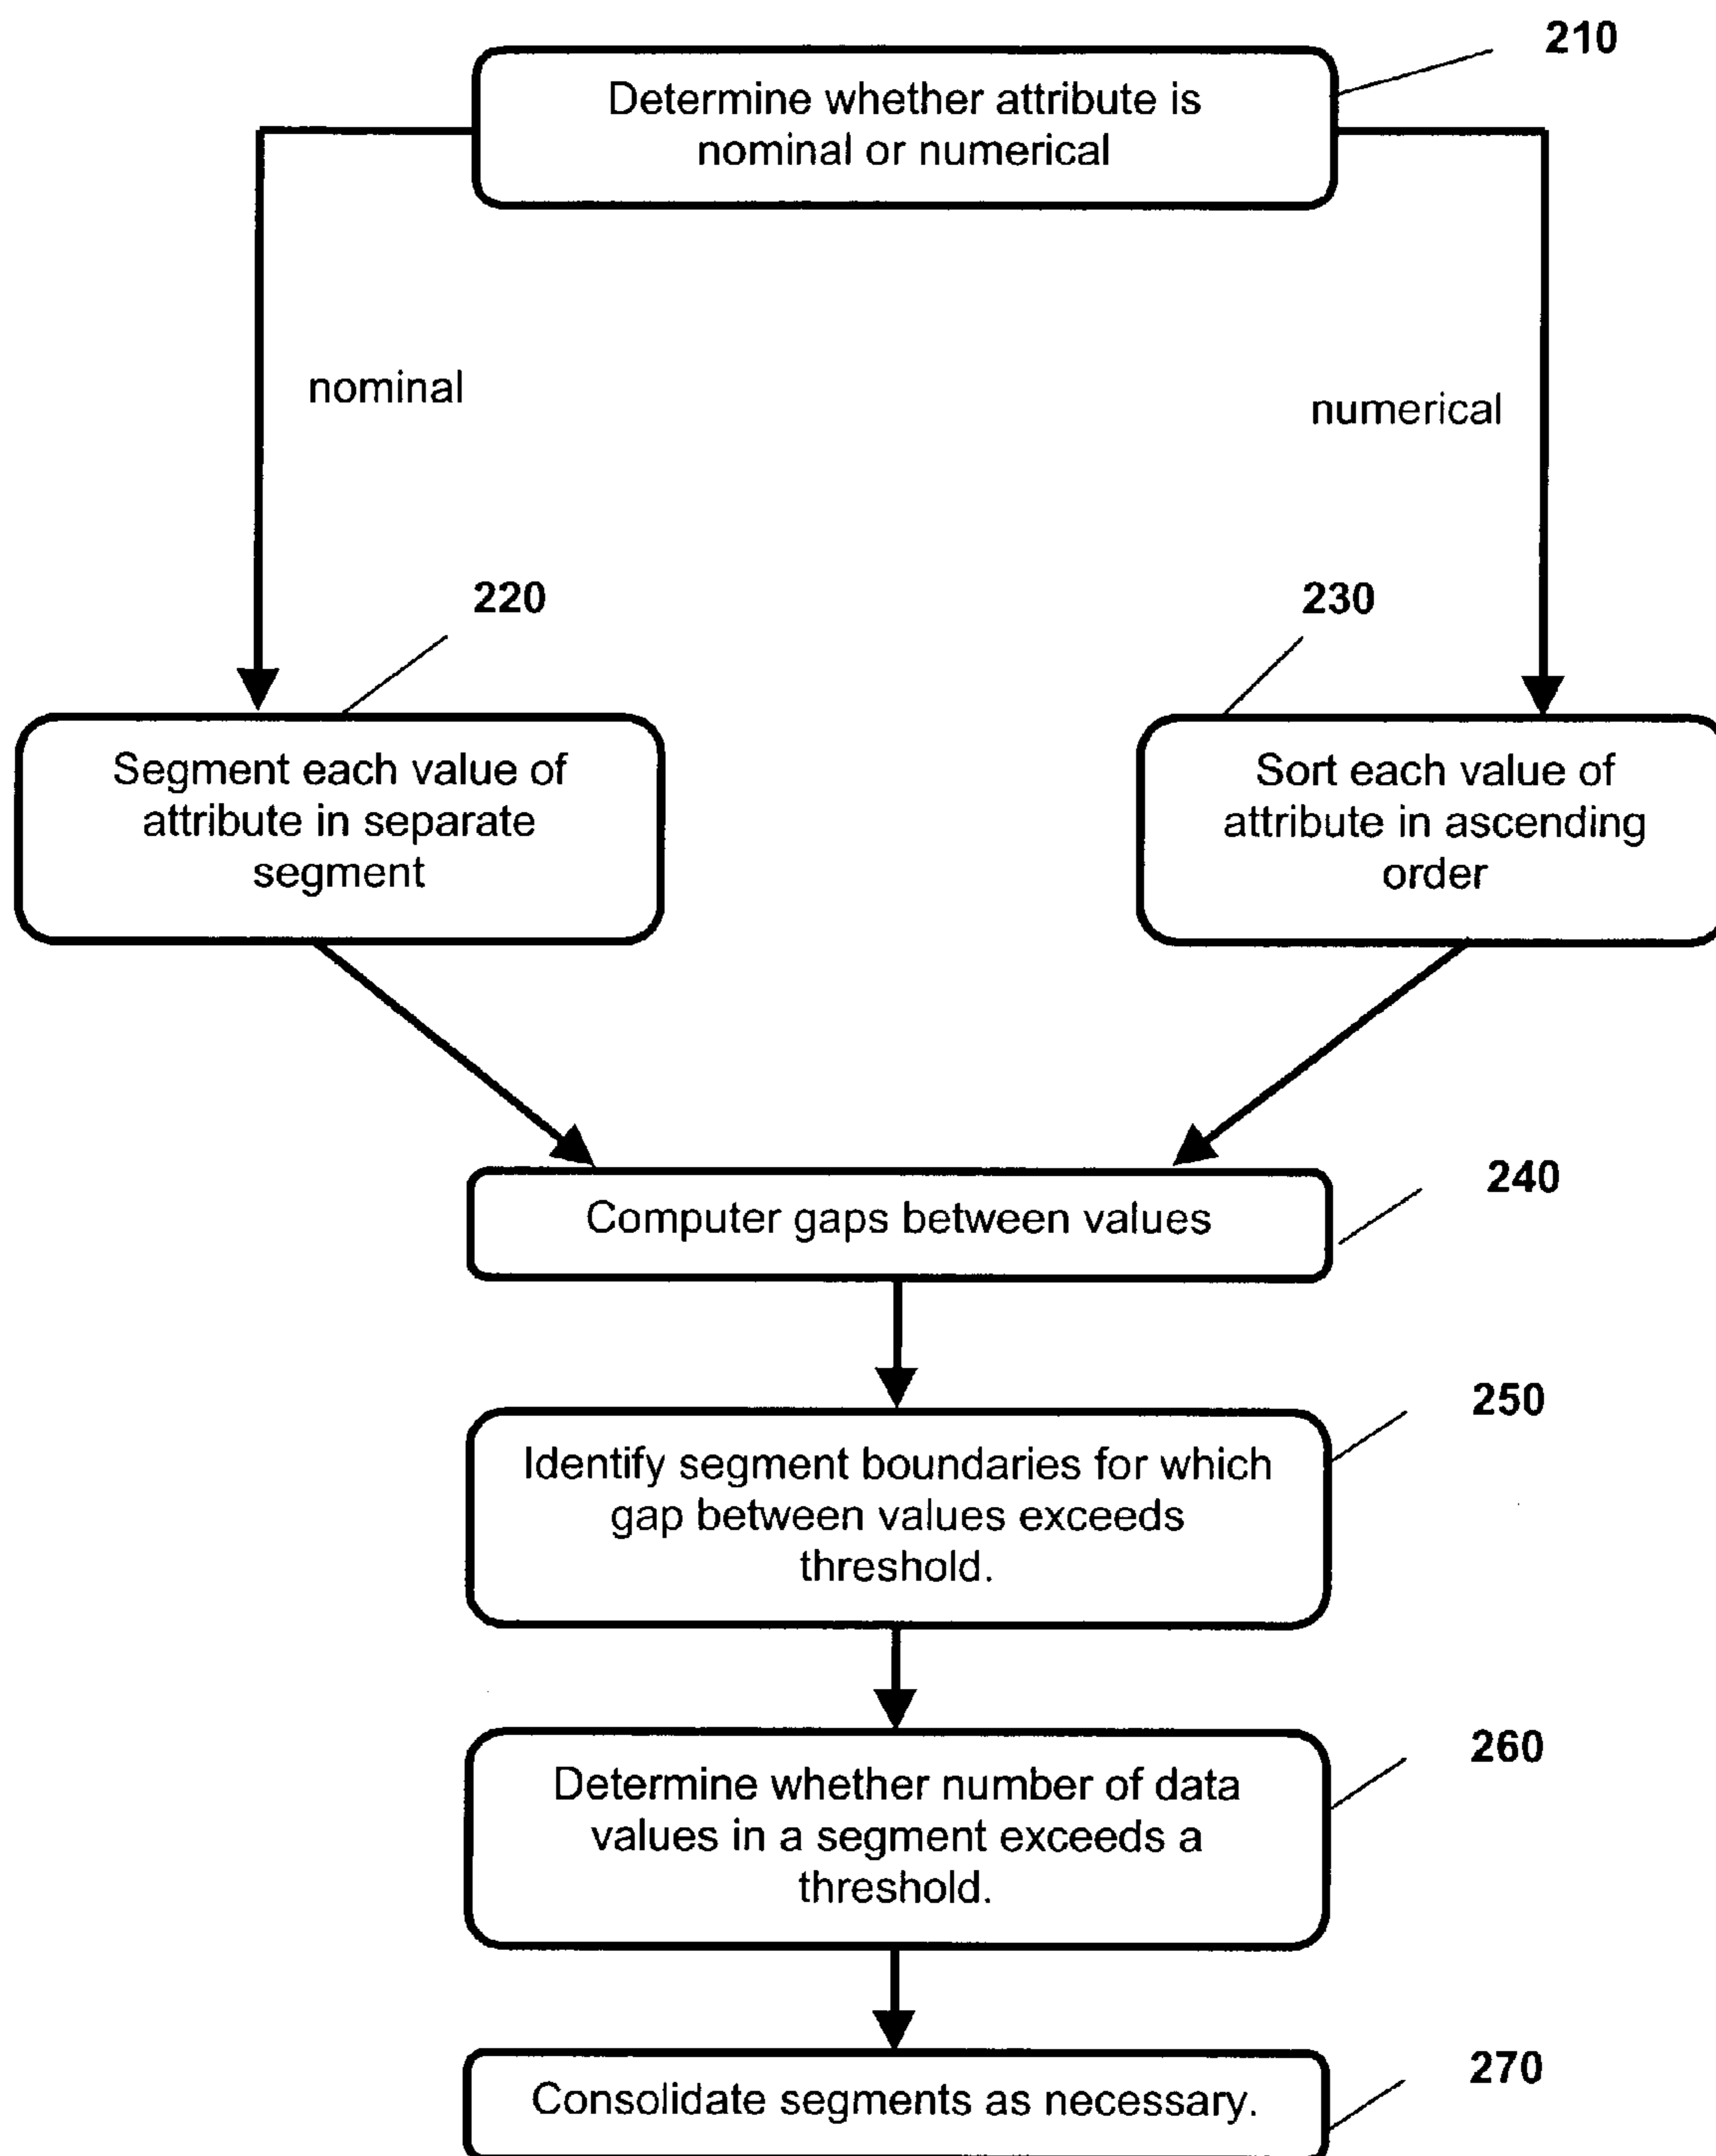 210
Determine whether attribute is
nominal or numerical
nominal
numerical
220
230
Segment each value of
attribute in separate
segment
Sort each value of
attribute in ascending
order
240
Computer gaps between values
250
Identify segment boundaries for which
gap between values exceeds
threshold.
260
Determine whether number of data
values in a segment exceeds a
threshold.
270
Consolidate segments as necessary.